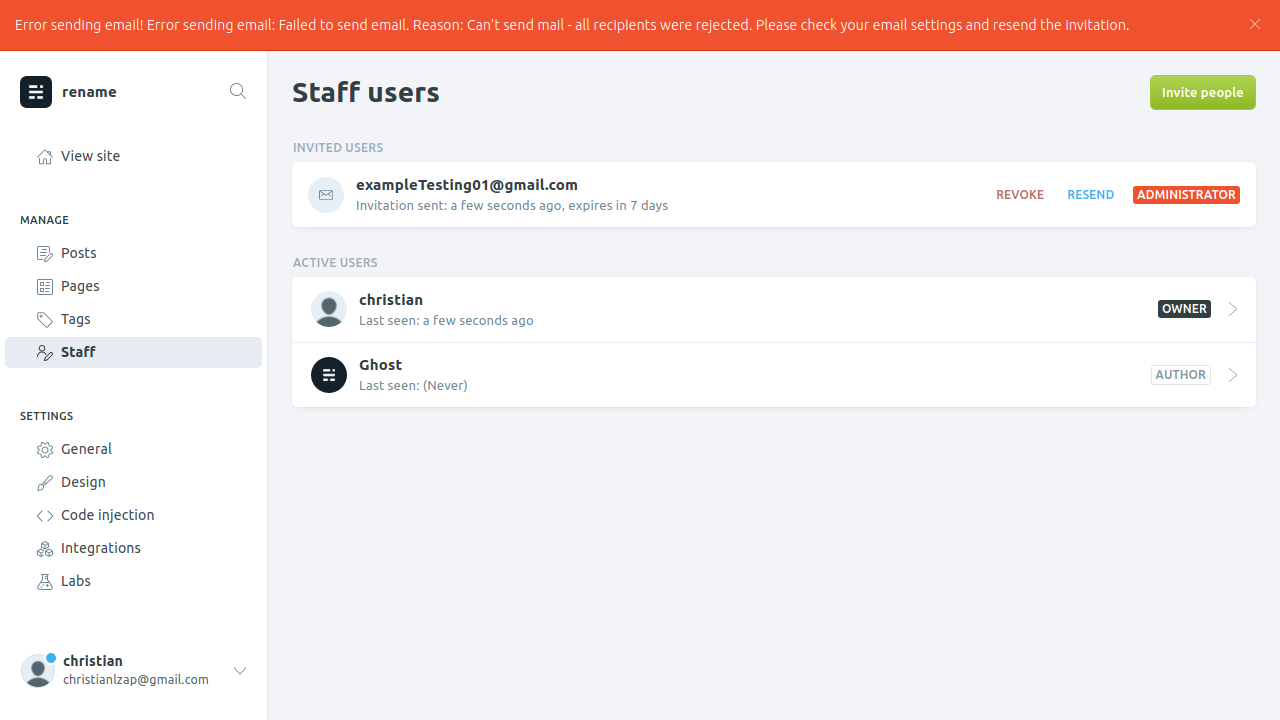 Error sending email! Error sending email: Failed to send email. Reason: Can't send mail - all recipients were rejected. Please check your email settings and resend the invitation.
rename
View site
MANAGE
Posts
Pages
Tags
Staff
SETTINGS
General
Design
Code injection
Integrations
Labs
christian
christianlzap@gmail.com
Staff users
Invite people
INVITED USERS
exampleTesting01@gmail.com
Invitation sent: a few seconds ago, expires in 7 days
REVOKE
RESEND
ADMINISTRATOR
ACTIVE USERS
christian
Last seen: a few seconds ago
OWNER
Ghost
Last seen: (Never)
AUTHOR